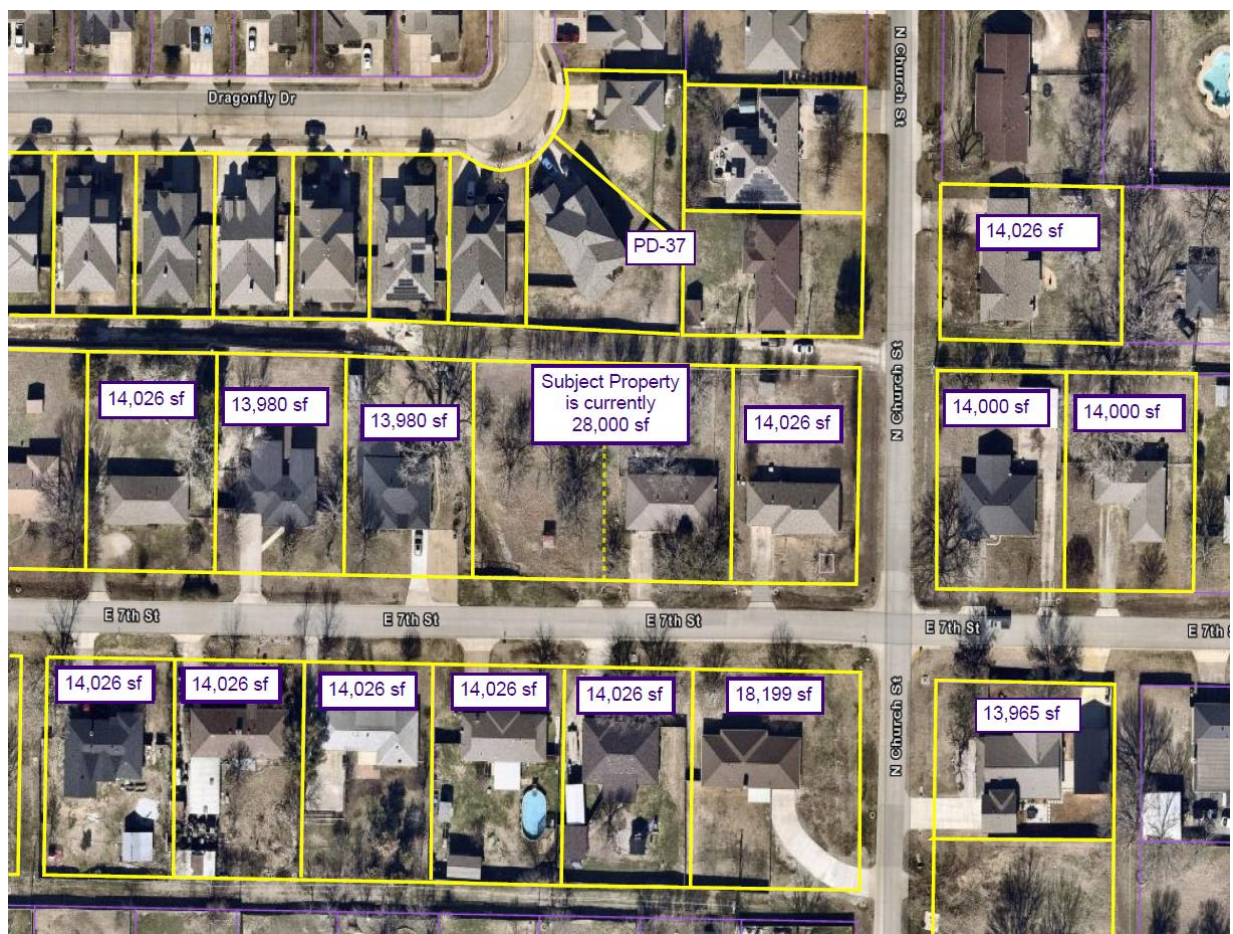 N Church St
Dragonfly Dr
14,026 sf
PD-37
N Church St
Subject Property
is currently
28,000 sf
14,026 sf
13,980 sf
13,980 sf
14,026 sf
14,000 sf
14,000 sf
E 7th St
E 7th St
E 7th St
E 7th St
E 7th S
14,026 sf
14,026 sf
14,026 sf
14,026 sf
14,026 sf
18,199 sf
N Church St
13,965 sf